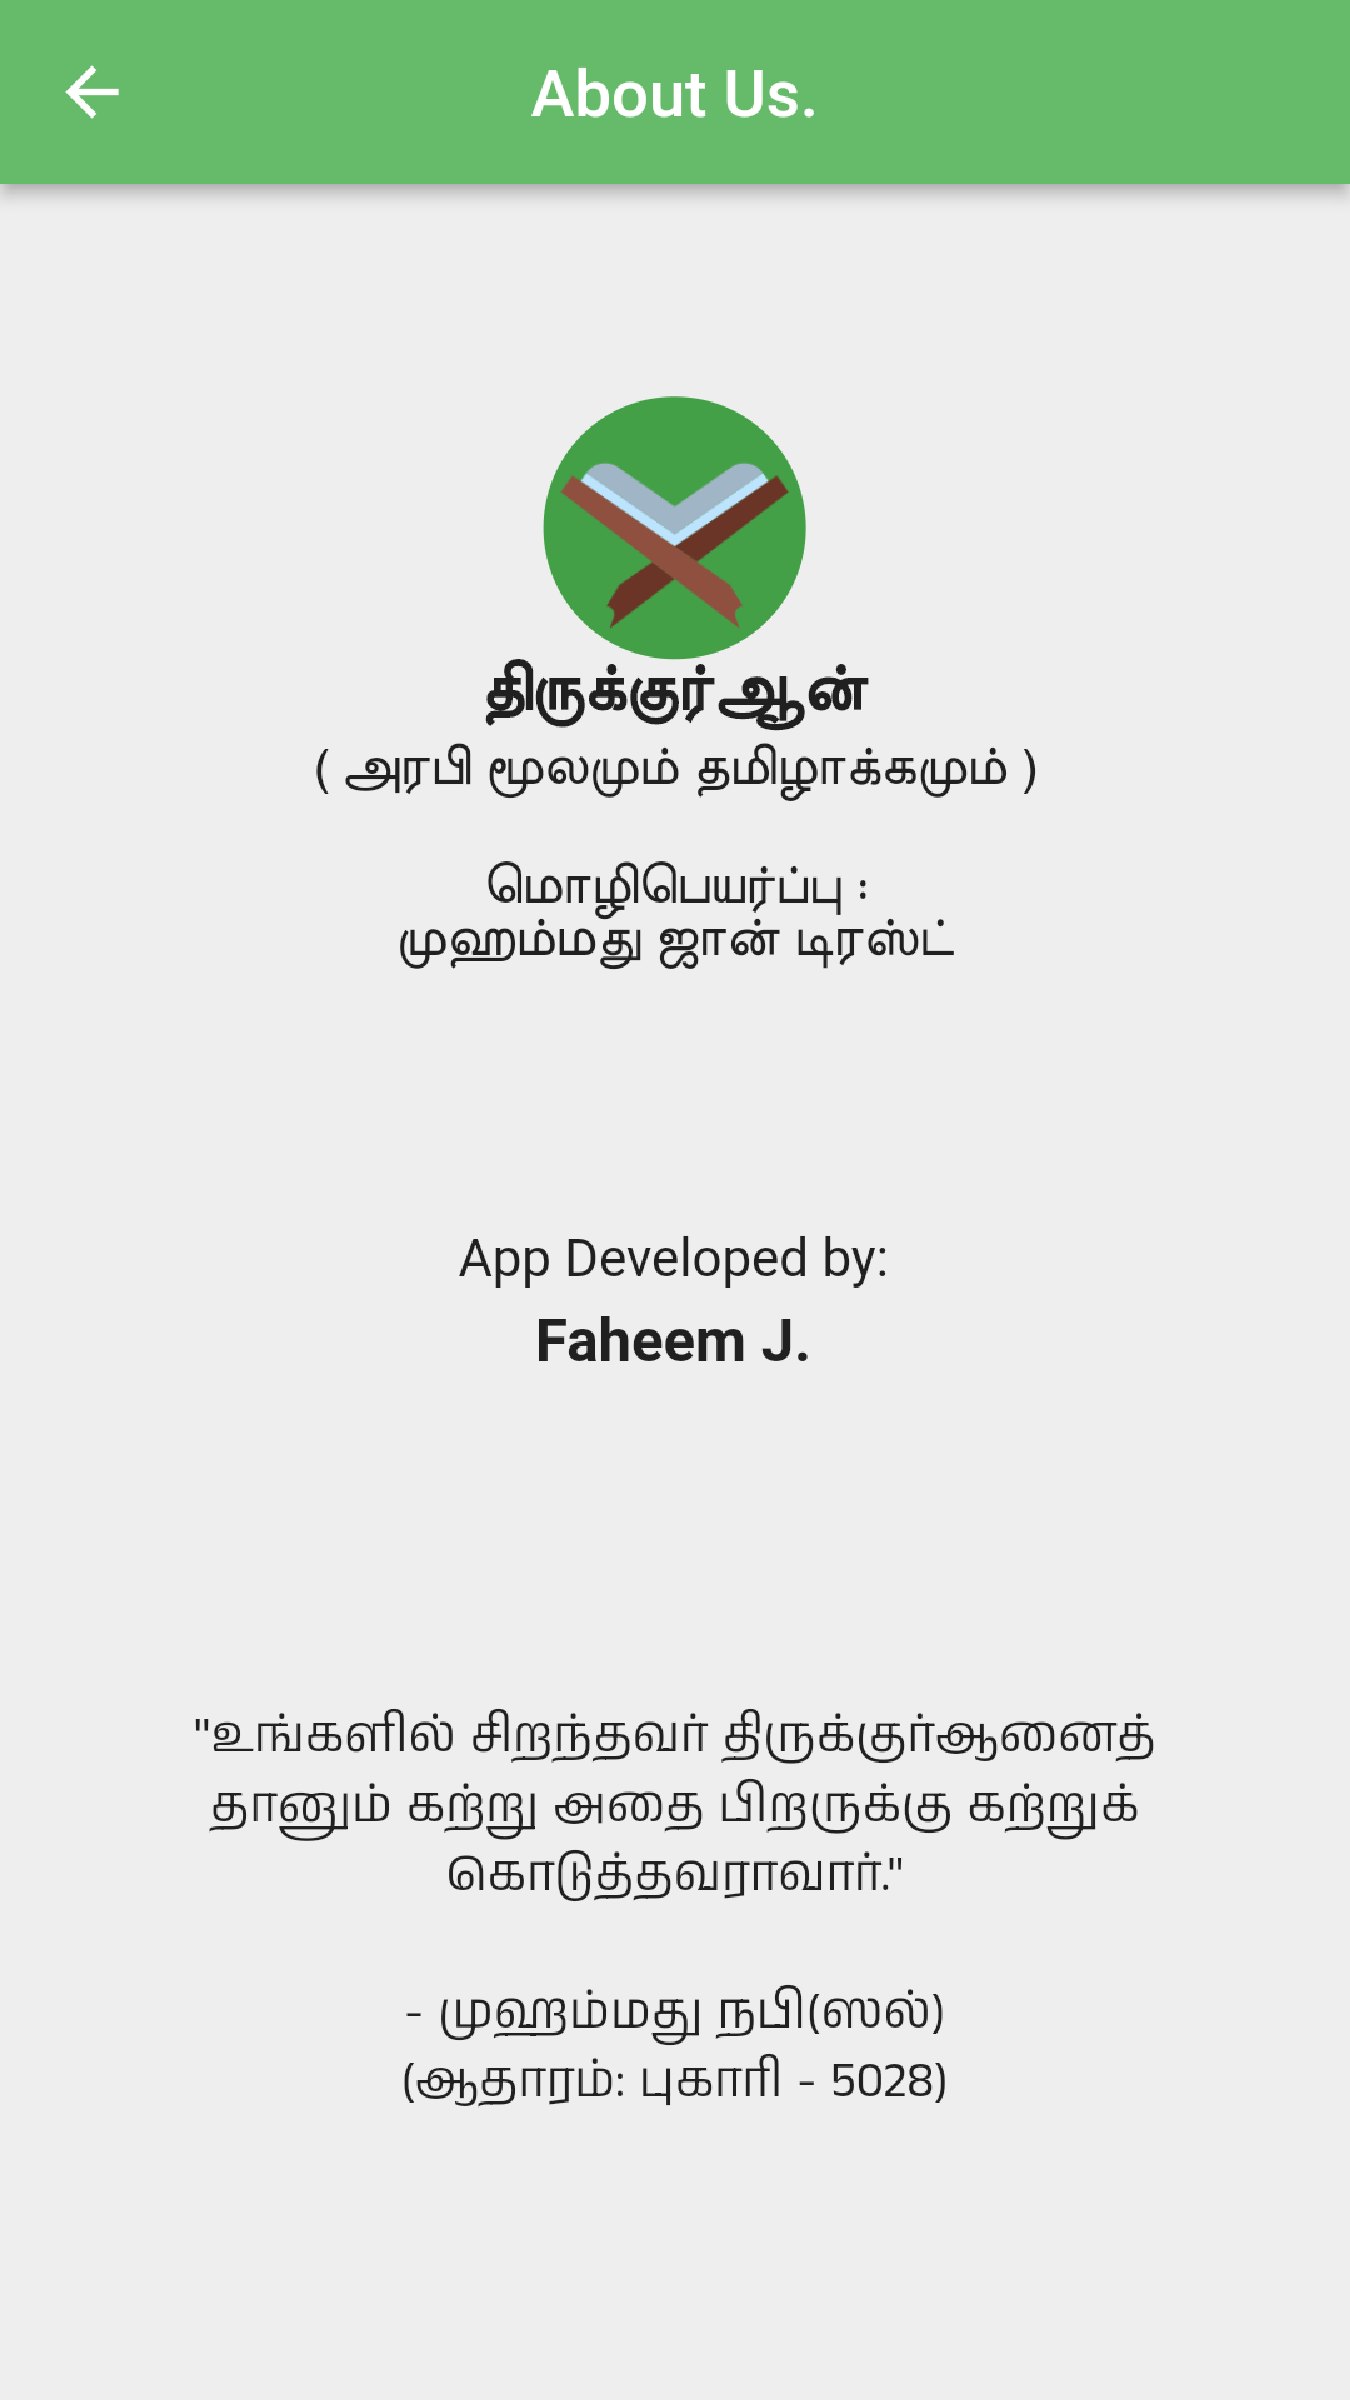 About Us.
திருக்குர்ஆன்
( அரபி மூலமும் தமிழாக்கமும் )
மொழிபெயர்ப்பு :
முஹம்மது ஜான் டிரஸ்ட்
App Developed by:
Faheem J.
"உங்களில் சிறந்தவர் திருக்குர்ஆனைத்
தானும் கற்று அதை பிறருக்கு கற்றுக்
கொடுத்தவராவார்."
- முஹம்மது நபி(ஸல்)
(ஆதாரம்: புகாரி - 5028)